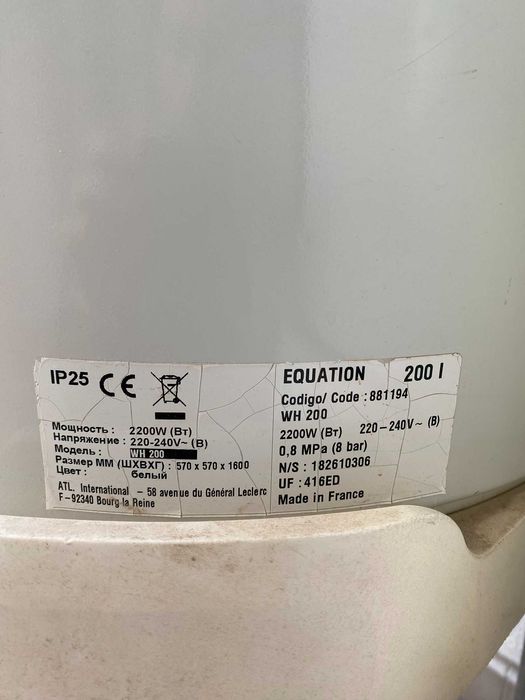 IP25 CE
Мощность : 2200W (Вт)
Напряжение : 220-240V~ (В)
Модель : WH 200
Размер ММ (ШХВХГ) : 570 x 570 x 1600
Цвет : белый
ATL. International – 58 avenue du Général Leclerc
F-92340 Bourg la Reine
EQUATION 200 l
Codigo/ Code : 881194
WH 200
2200W (Вт) 220-240V~ (В)
0,8 MPa (8 bar)
N/S : 182610306
UF : 416ED
Made in France